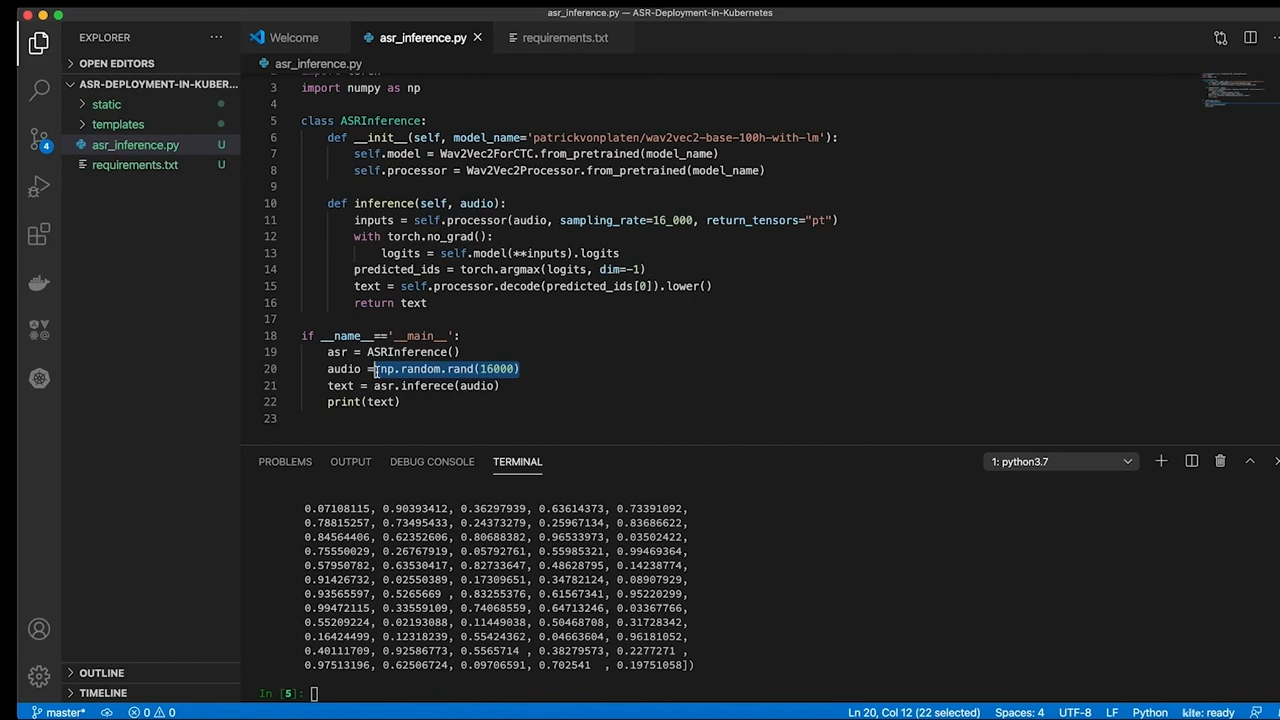 asr_inference.py — ASR-Deployment-in-Kubernetes
EXPLORER
OPEN EDITORS
ASR-DEPLOYMENT-IN-KUBER...
static
templates
asr_inference.py U
requirements.txt U
OUTLINE
TIMELINE
4
Welcome
asr_inference.py
requirements.txt
asr_inference.py
3 import numpy as np
4
5 class ASRInference:
6 def __init__(self, model_name='patrickvonplaten/wav2vec2-base-100h-with-lm'):
7 self.model = Wav2Vec2ForCTC.from_pretrained(model_name)
8 self.processor = Wav2Vec2Processor.from_pretrained(model_name)
9
10 def inference(self, audio):
11 inputs = self.processor(audio, sampling_rate=16_000, return_tensors="pt")
12 with torch.no_grad():
13 logits = self.model(**inputs).logits
14 predicted_ids = torch.argmax(logits, dim=-1)
15 text = self.processor.decode(predicted_ids[0]).lower()
16 return text
17
18 if __name__=='__main__':
19 asr = ASRInference()
20 audio = np.random.rand(16000)
21 text = asr.inferece(audio)
22 print(text)
23
PROBLEMS OUTPUT DEBUG CONSOLE TERMINAL 1: python3.7
0.07108115, 0.90393412, 0.36297939, 0.63614373, 0.73391092,
0.78815257, 0.73495433, 0.24373279, 0.25967134, 0.83686622,
0.84564406, 0.62352606, 0.80688382, 0.96533973, 0.03502422,
0.75550029, 0.26767919, 0.05792761, 0.55985321, 0.99469364,
0.57950782, 0.63530417, 0.82733647, 0.48628795, 0.14238774,
0.91426732, 0.02550389, 0.17309651, 0.34782124, 0.08907929,
0.93565597, 0.5265669 , 0.83255376, 0.61567341, 0.95220299,
0.99472115, 0.33559109, 0.74068559, 0.64713246, 0.03367766,
0.55209224, 0.02193088, 0.11449038, 0.50468708, 0.31728342,
0.16424499, 0.12318239, 0.55424362, 0.04663604, 0.96181052,
0.40111709, 0.92586773, 0.5565714 , 0.38279573, 0.2277271 ,
0.97513196, 0.62506724, 0.09706591, 0.702541 , 0.19751058])
In [5]:
master* 0 0 Ln 20, Col 12 (22 selected) Spaces: 4 UTF-8 LF Python kite: ready